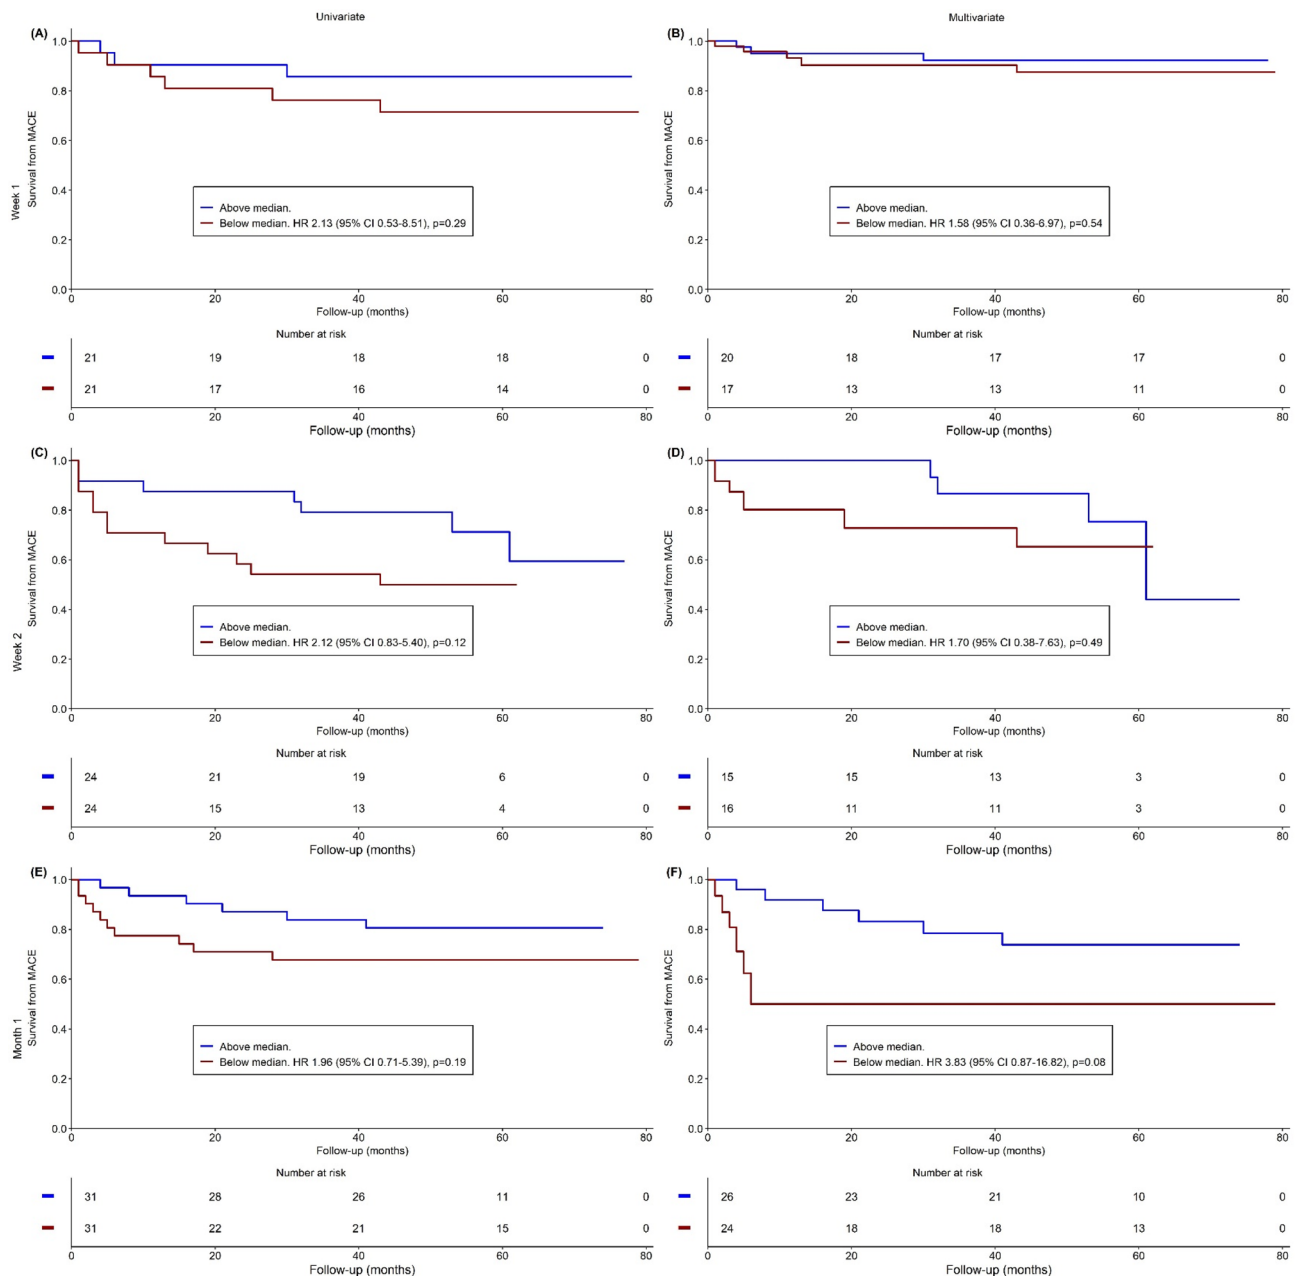 Univariate
Multivariate
(A)
1.0
0.8
0.6
0.4
0.2
0.0
Week 1
Survival from MACE
Above median.
Below median. HR 2.13 (95% CI 0.53-8.51), p=0.29
0 20 40 60 80
Follow-up (months)
Number at risk
21 19 18 18 0
21 17 16 14 0
0 20 40 60 80
Follow-up (months)
(B)
1.0
0.8
0.6
0.4
0.2
0.0
Survival from MACE
Above median.
Below median. HR 1.58 (95% CI 0.36-6.97), p=0.54
0 20 40 60 80
Follow-up (months)
Number at risk
20 18 17 17 0
17 13 13 11 0
0 20 40 60 80
Follow-up (months)
(C)
1.0
0.8
0.6
0.4
0.2
0.0
Week 2
Survival from MACE
Above median.
Below median. HR 2.12 (95% CI 0.83-5.40), p=0.12
0 20 40 60 80
Follow-up (months)
Number at risk
24 21 19 6 0
24 15 13 4 0
0 20 40 60 80
Follow-up (months)
(D)
1.0
0.8
0.6
0.4
0.2
0.0
Survival from MACE
Above median.
Below median. HR 1.70 (95% CI 0.38-7.63), p=0.49
0 20 40 60 80
Follow-up (months)
Number at risk
15 15 13 3 0
16 11 11 3 0
0 20 40 60 80
Follow-up (months)
(E)
1.0
0.8
0.6
0.4
0.2
0.0
Month 1
Survival from MACE
Above median.
Below median. HR 1.96 (95% CI 0.71-5.39), p=0.19
0 20 40 60 80
Follow-up (months)
Number at risk
31 28 26 11 0
31 22 21 15 0
0 20 40 60 80
Follow-up (months)
(F)
1.0
0.8
0.6
0.4
0.2
0.0
Survival from MACE
Above median.
Below median. HR 3.83 (95% CI 0.87-16.82), p=0.08
0 20 40 60 80
Follow-up (months)
Number at risk
26 23 21 10 0
24 18 18 13 0
0 20 40 60 80
Follow-up (months)